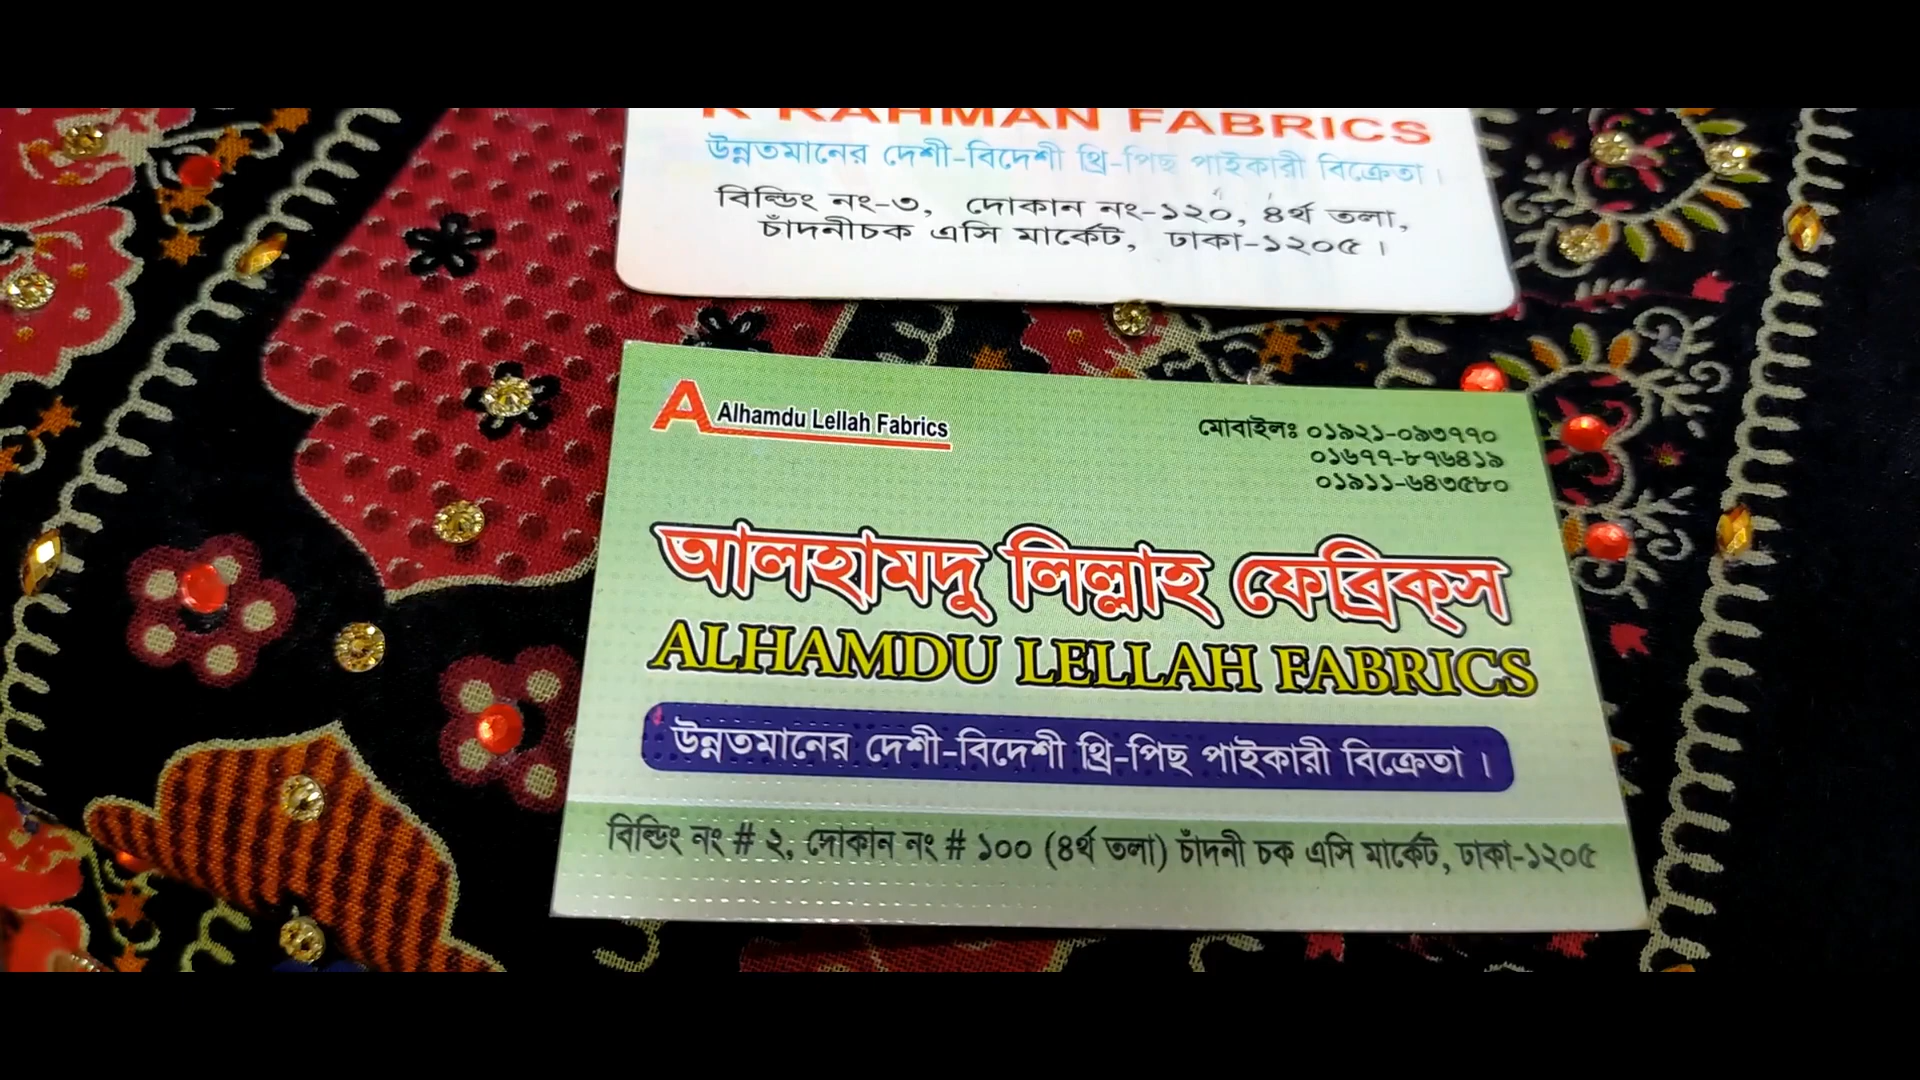 K RAHMAN FABRICS
উন্নতমানের দেশী-বিদেশী থ্রি-পিছ পাইকারী বিক্রেতা।
বিল্ডিং নং-৩, দোকান নং-১২০, ৪র্থ তলা,
চাঁদনীচক এসি মার্কেট, ঢাকা-১২০৫।
A Alhamdu Lellah Fabrics
মোবাইলঃ ০১৯২১-০৯৩৭৭০
০১৬৭৭-৮৭৬৪১৯
০১৯১১-৬৪৩৫৮০
আলহামদু লিল্লাহ ফেব্রিক্স
ALHAMDU LELLAH FABRICS
উন্নতমানের দেশী-বিদেশী থ্রি-পিছ পাইকারী বিক্রেতা।
বিল্ডিং নং # ২, দোকান নং # ১০০ (৪র্থ তলা) চাঁদনী চক এসি মার্কেট, ঢাকা-১২০৫